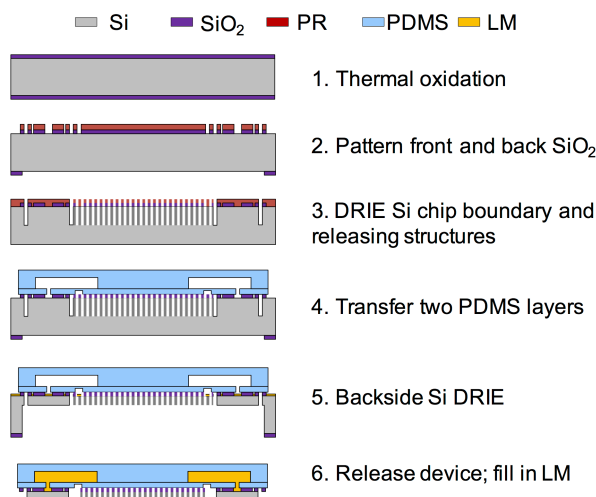 Si SiO₂ PR PDMS LM
1. Thermal oxidation
2. Pattern front and back SiO₂
3. DRIE Si chip boundary and
releasing structures
4. Transfer two PDMS layers
5. Backside Si DRIE
6. Release device; fill in LM